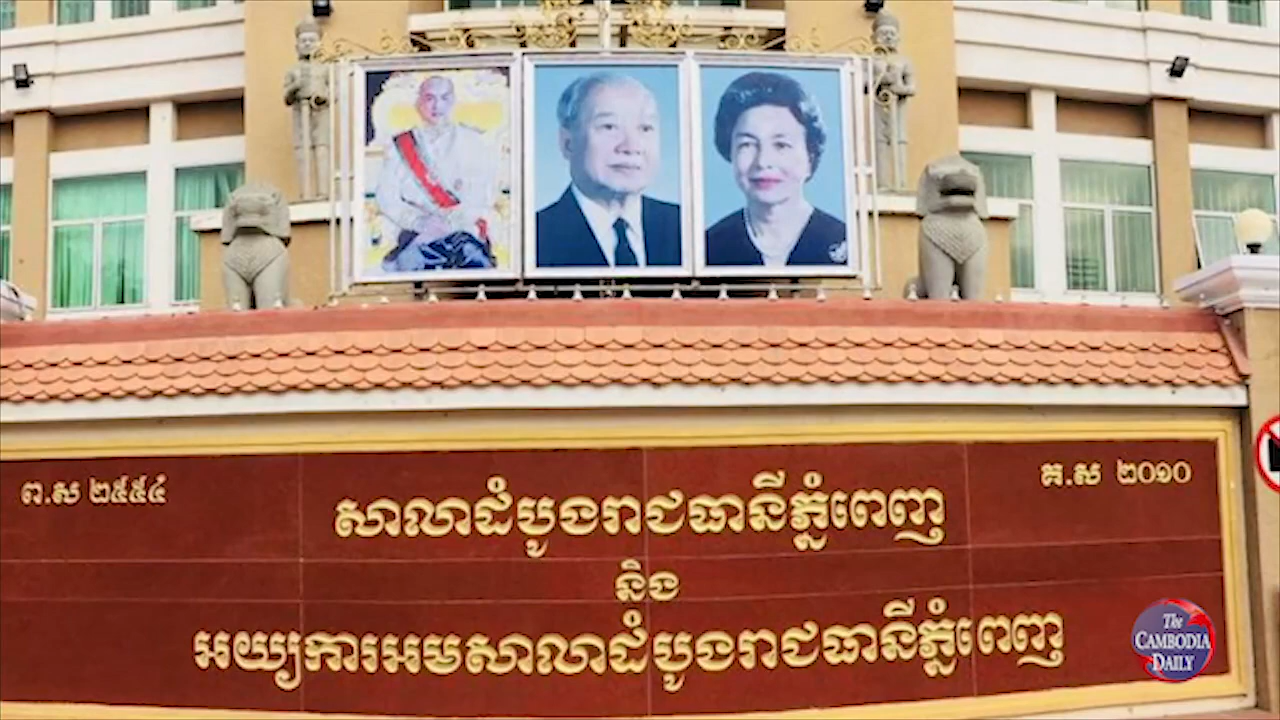 ព.ស ២៥៥៤
គ.ស ២០១០
សាលាដំបូងរាជធានីភ្នំពេញ
និង
អយ្យការអមសាលាដំបូងរាជធានីភ្នំពេញ
The
CAMBODIA
DAILY